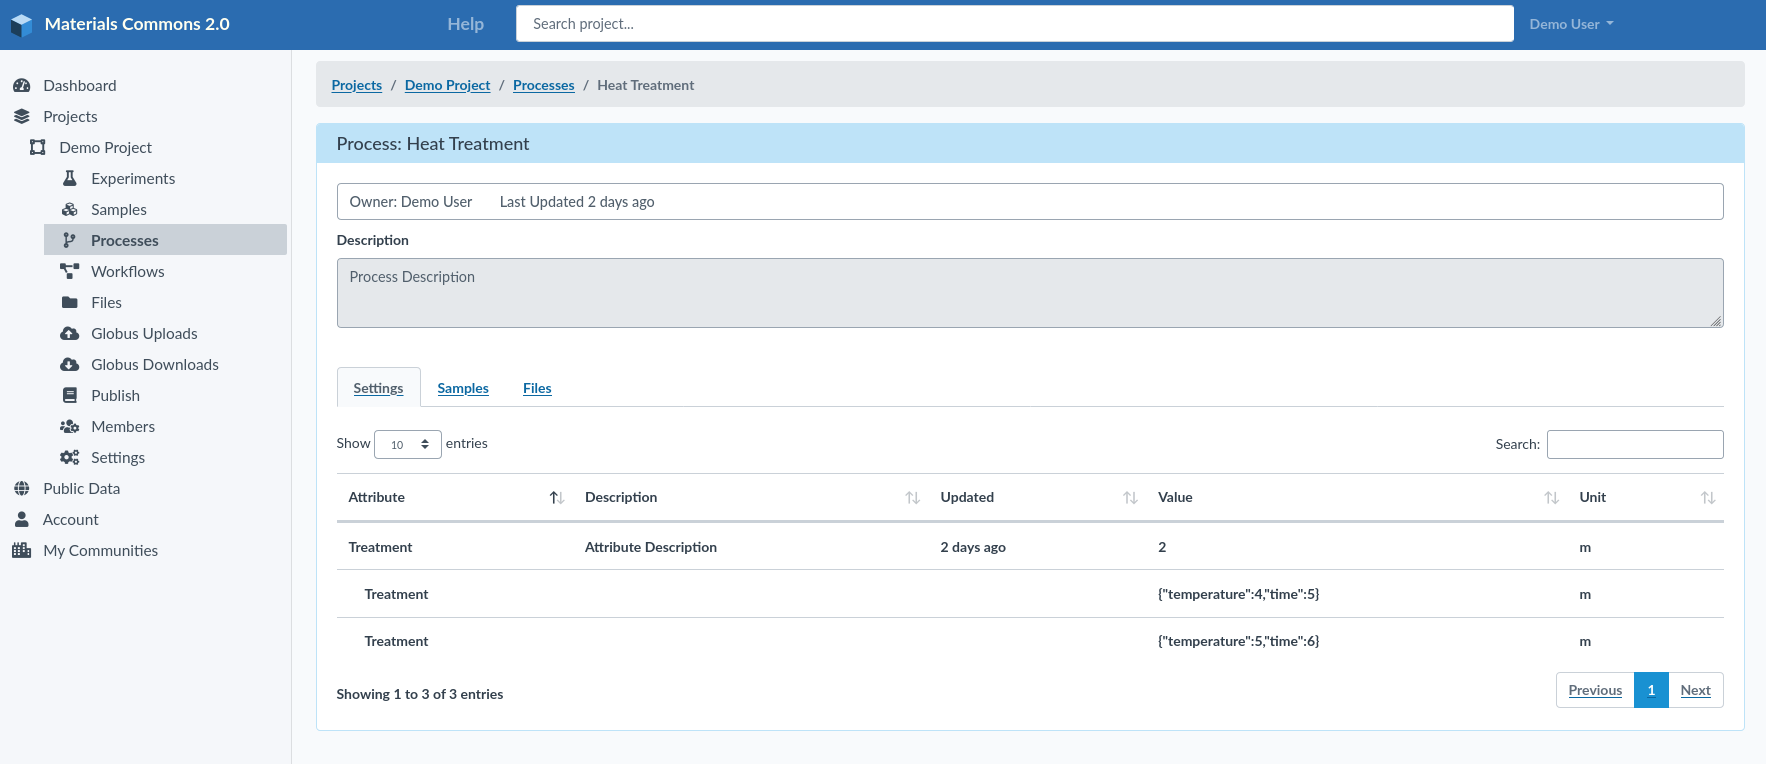 Materials Commons 2.0
Help
Search project...
Demo User
Dashboard
Projects
Demo Project
Experiments
Samples
Processes
Workflows
Files
Globus Uploads
Globus Downloads
Publish
Members
Settings
Public Data
Account
My Communities
Projects / Demo Project / Processes / Heat Treatment
Process: Heat Treatment
Owner: Demo User Last Updated 2 days ago
Description
Process Description
Settings Samples Files
Show 10 entries Search:
Attribute Description Updated Value Unit
Treatment Attribute Description 2 days ago 2 m
Treatment {"temperature":4,"time":5} m
Treatment {"temperature":5,"time":6} m
Showing 1 to 3 of 3 entries
Previous 1 Next